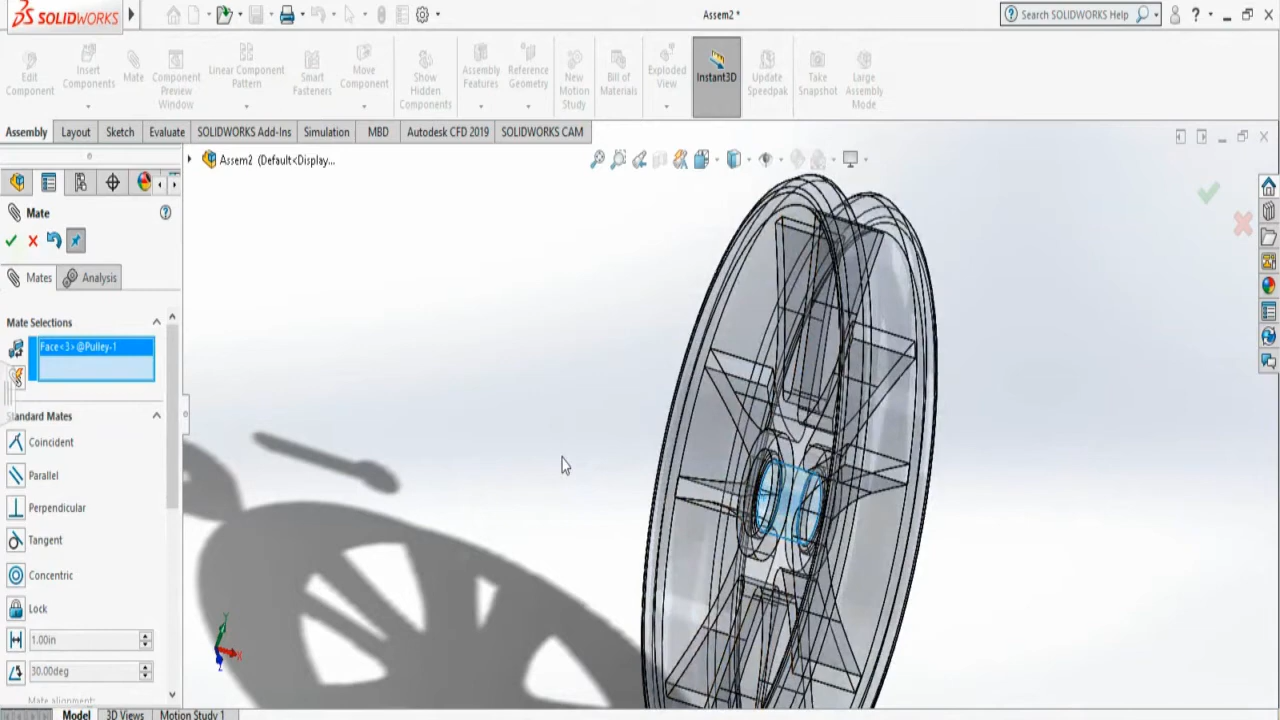 SOLIDWORKS
Assem2 *
Search SOLIDWORKS Help
Edit Component
Insert Components
Mate
Component Preview Window
Linear Component Pattern
Smart Fasteners
Move Component
Show Hidden Components
Assembly Features
Reference Geometry
New Motion Study
Bill of Materials
Exploded View
Instant3D
Update Speedpak
Take Snapshot
Large Assembly Mode
Assembly Layout Sketch Evaluate SOLIDWORKS Add-Ins Simulation MBD Autodesk CFD 2019 SOLIDWORKS CAM
Assem2 (Default<Display...
Mate
Mates Analysis
Mate Selections
Face<3>@Pulley-1
Standard Mates
Coincident
Parallel
Perpendicular
Tangent
Concentric
Lock
1.00in
30.00deg
Mate alignment:
Y
X
Z
Model 3D Views Motion Study 1